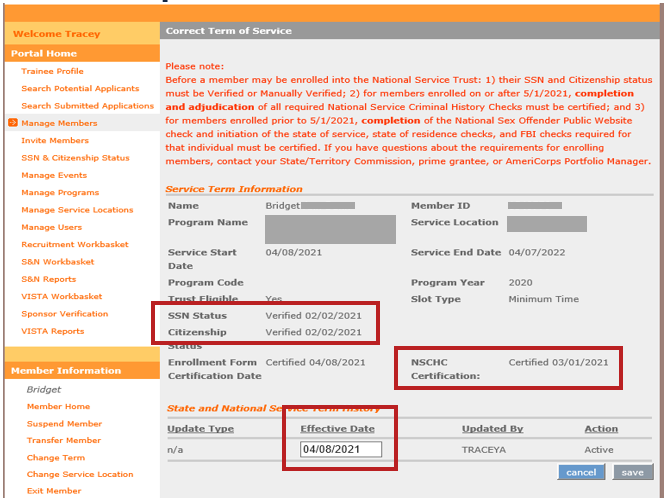 Welcome Tracey
Portal Home
Trainee Profile
Search Potential Applicants
Search Submitted Applications
Manage Members
Invite Members
SSN & Citizenship Status
Manage Events
Manage Programs
Manage Service Locations
Manage Users
Recruitment Workbasket
S&N Workbasket
S&N Reports
VISTA Workbasket
Sponsor Verification
VISTA Reports
Member Information
Bridget
Member Home
Suspend Member
Transfer Member
Change Term
Change Service Location
Exit Member
Correct Term of Service
Please note:
Before a member may be enrolled into the National Service Trust: 1) their SSN and Citizenship status
must be Verified or Manually Verified; 2) for members enrolled on or after 5/1/2021, completion
and adjudication of all required National Service Criminal History Checks must be certified; and 3)
for members enrolled prior to 5/1/2021, completion of the National Sex Offender Public Website
check and initiation of the state of service, state of residence checks, and FBI checks required for
that individual must be certified. If you have questions about the requirements for enrolling
members, contact your State/Territory Commission, prime grantee, or AmeriCorps Portfolio Manager.
Service Term Information
Name Bridget Member ID
Program Name Service Location
Service Start 04/08/2021 Service End Date 04/07/2022
Date
Program Code Program Year 2020
Trust Eligible Yes Slot Type Minimum Time
SSN Status Verified 02/02/2021
Citizenship Verified 02/02/2021
Status
Enrollment Form Certified 04/08/2021 NSCHC Certified 03/01/2021
Certification Date Certification:
State and National Service Term History
Update Type Effective Date Updated By Action
n/a 04/08/2021 TRACEYA Active
cancel save